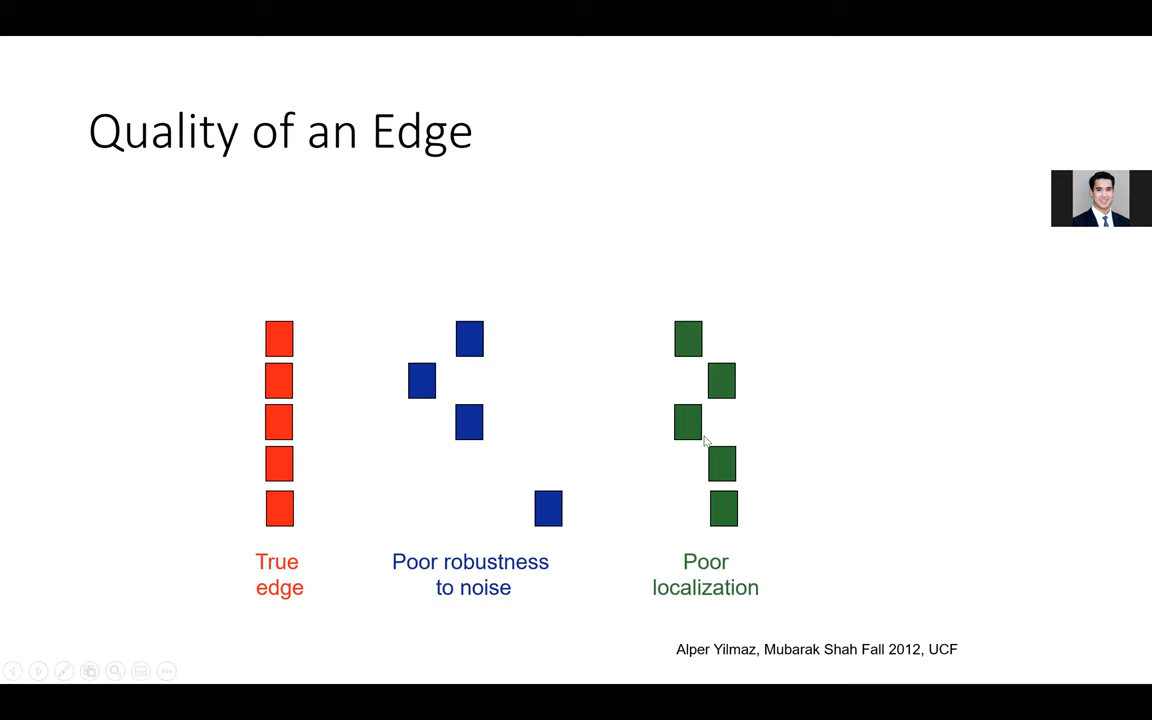 Quality of an Edge
True
edge
Poor robustness
to noise
Poor
localization
Alper Yilmaz, Mubarak Shah Fall 2012, UCF